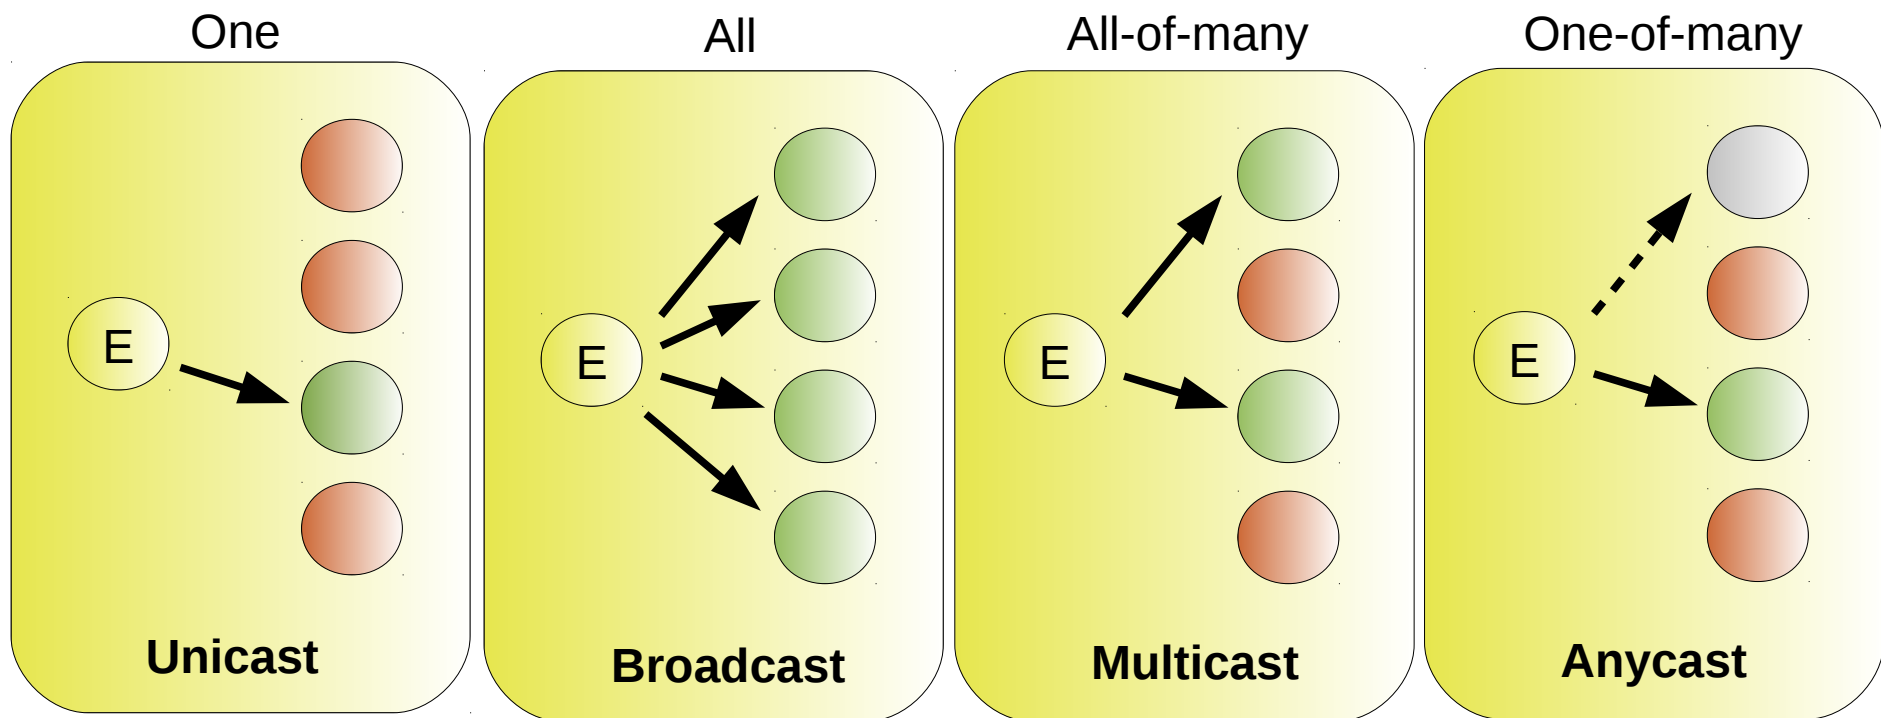 One
All
All-of-many
One-of-many
E
E
E
E
Unicast
Broadcast
Multicast
Anycast